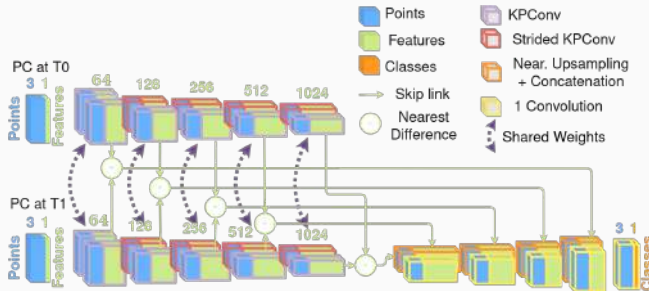 Points
Features
Classes
Skip link
Nearest
Difference
KPConv
Strided KPConv
Near. Upsampling
+ Concatenation
1 Convolution
Shared Weights
PC at T0
3 1
Points
Features
64
128
256
512
1024
PC at T1
3 1
Points
Features
64
128
256
512
1024
3 1
Classes